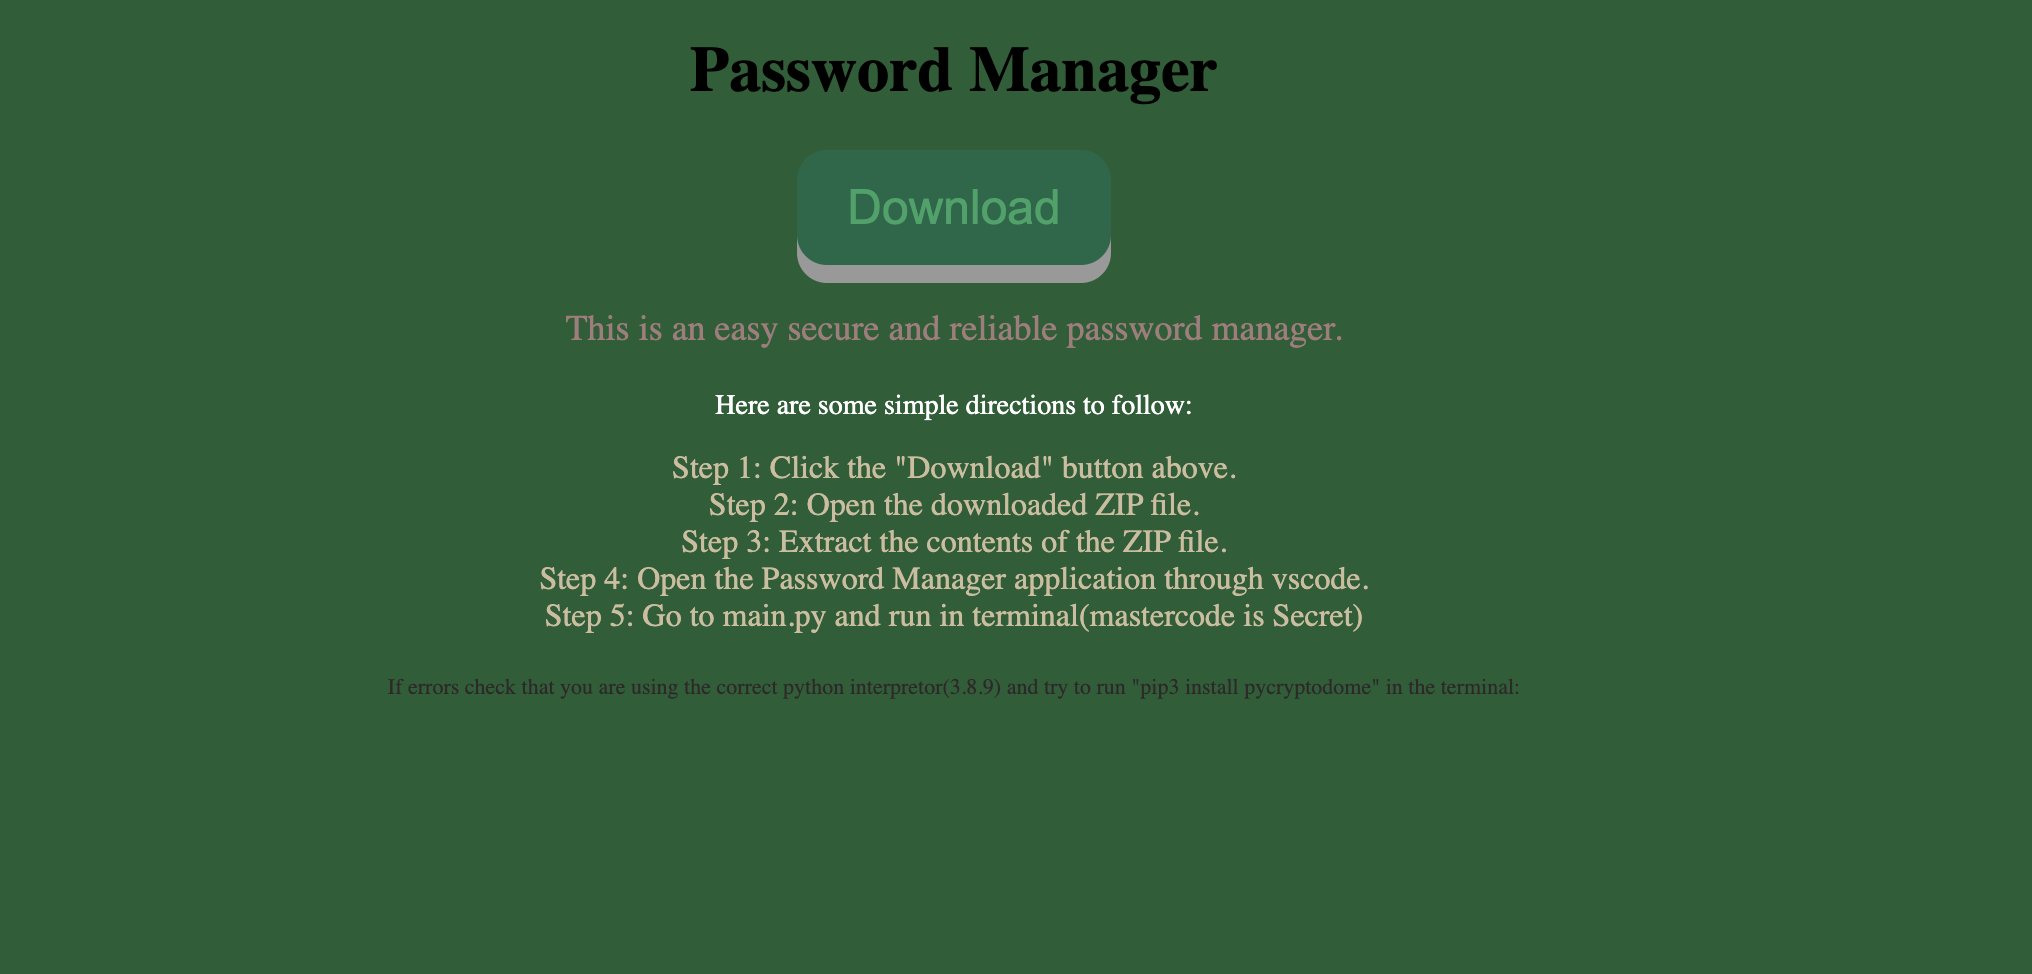 Password Manager
Download
This is an easy secure and reliable password manager.
Here are some simple directions to follow:
Step 1: Click the "Download" button above.
Step 2: Open the downloaded ZIP file.
Step 3: Extract the contents of the ZIP file.
Step 4: Open the Password Manager application through vscode.
Step 5: Go to main.py and run in terminal(mastercode is Secret)
If errors check that you are using the correct python interpretor(3.8.9) and try to run "pip3 install pycryptodome" in the terminal: